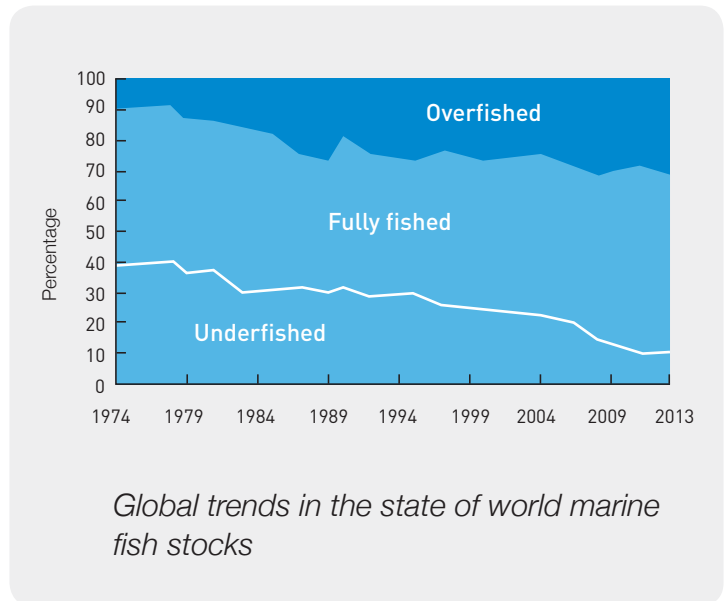 100
90
80
70
60
50
40
30
20
10
0
Percentage
Overfished
Fully fished
Underfished
1974 1979 1984 1989 1994 1999 2004 2009 2013
Global trends in the state of world marine
fish stocks